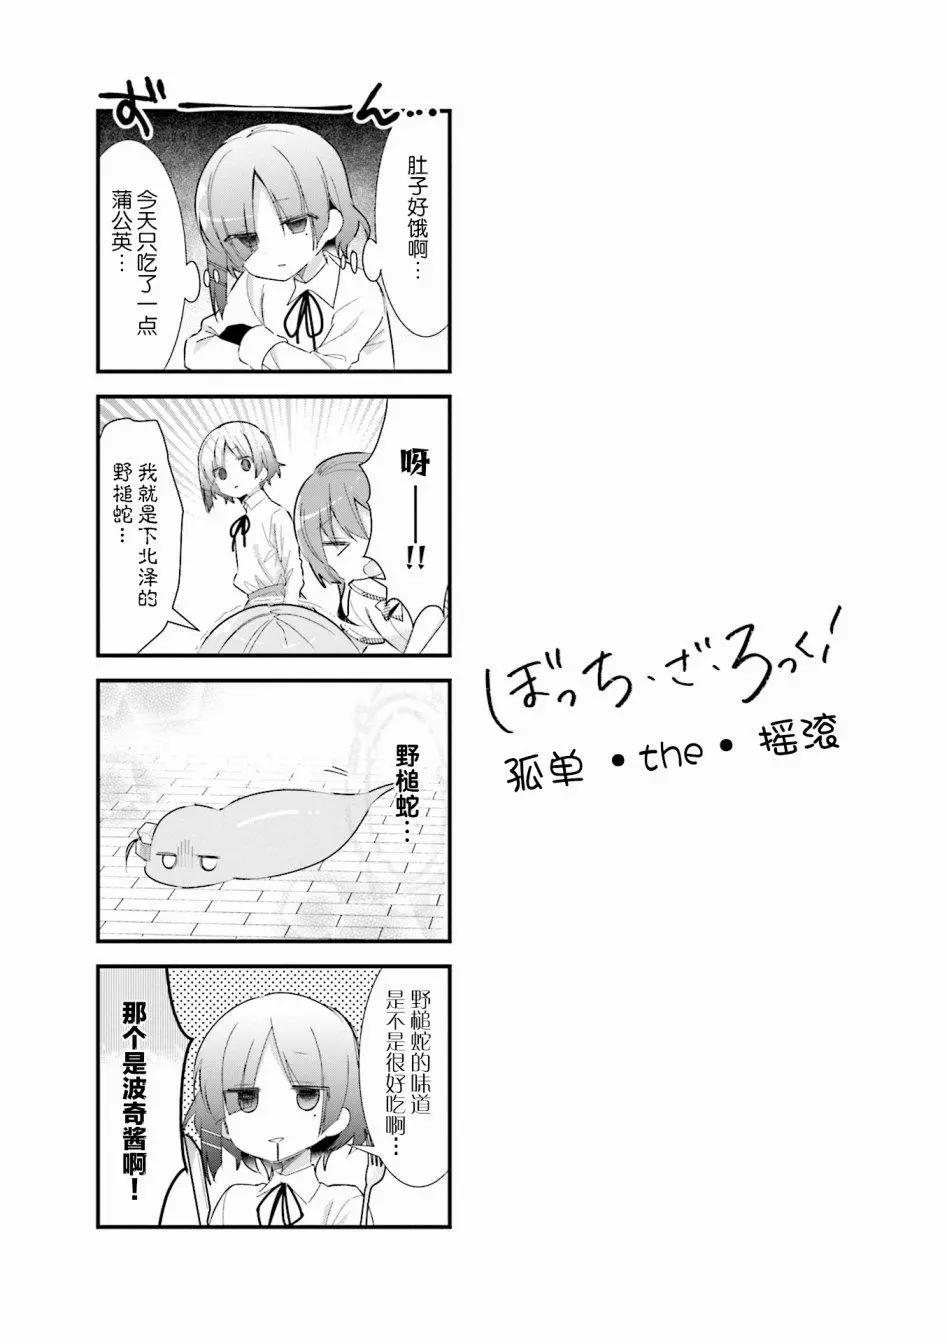 ずーーん…
肚子好饿啊…
今天只吃了一点
蒲公英…
呀——!!
我就是下北泽的
野槌蛇…
野槌蛇…
野槌蛇的味道
是不是很好吃啊…
那个是波奇酱啊！
ぼっち、ざ、ろっく!
孤单•the•摇滚